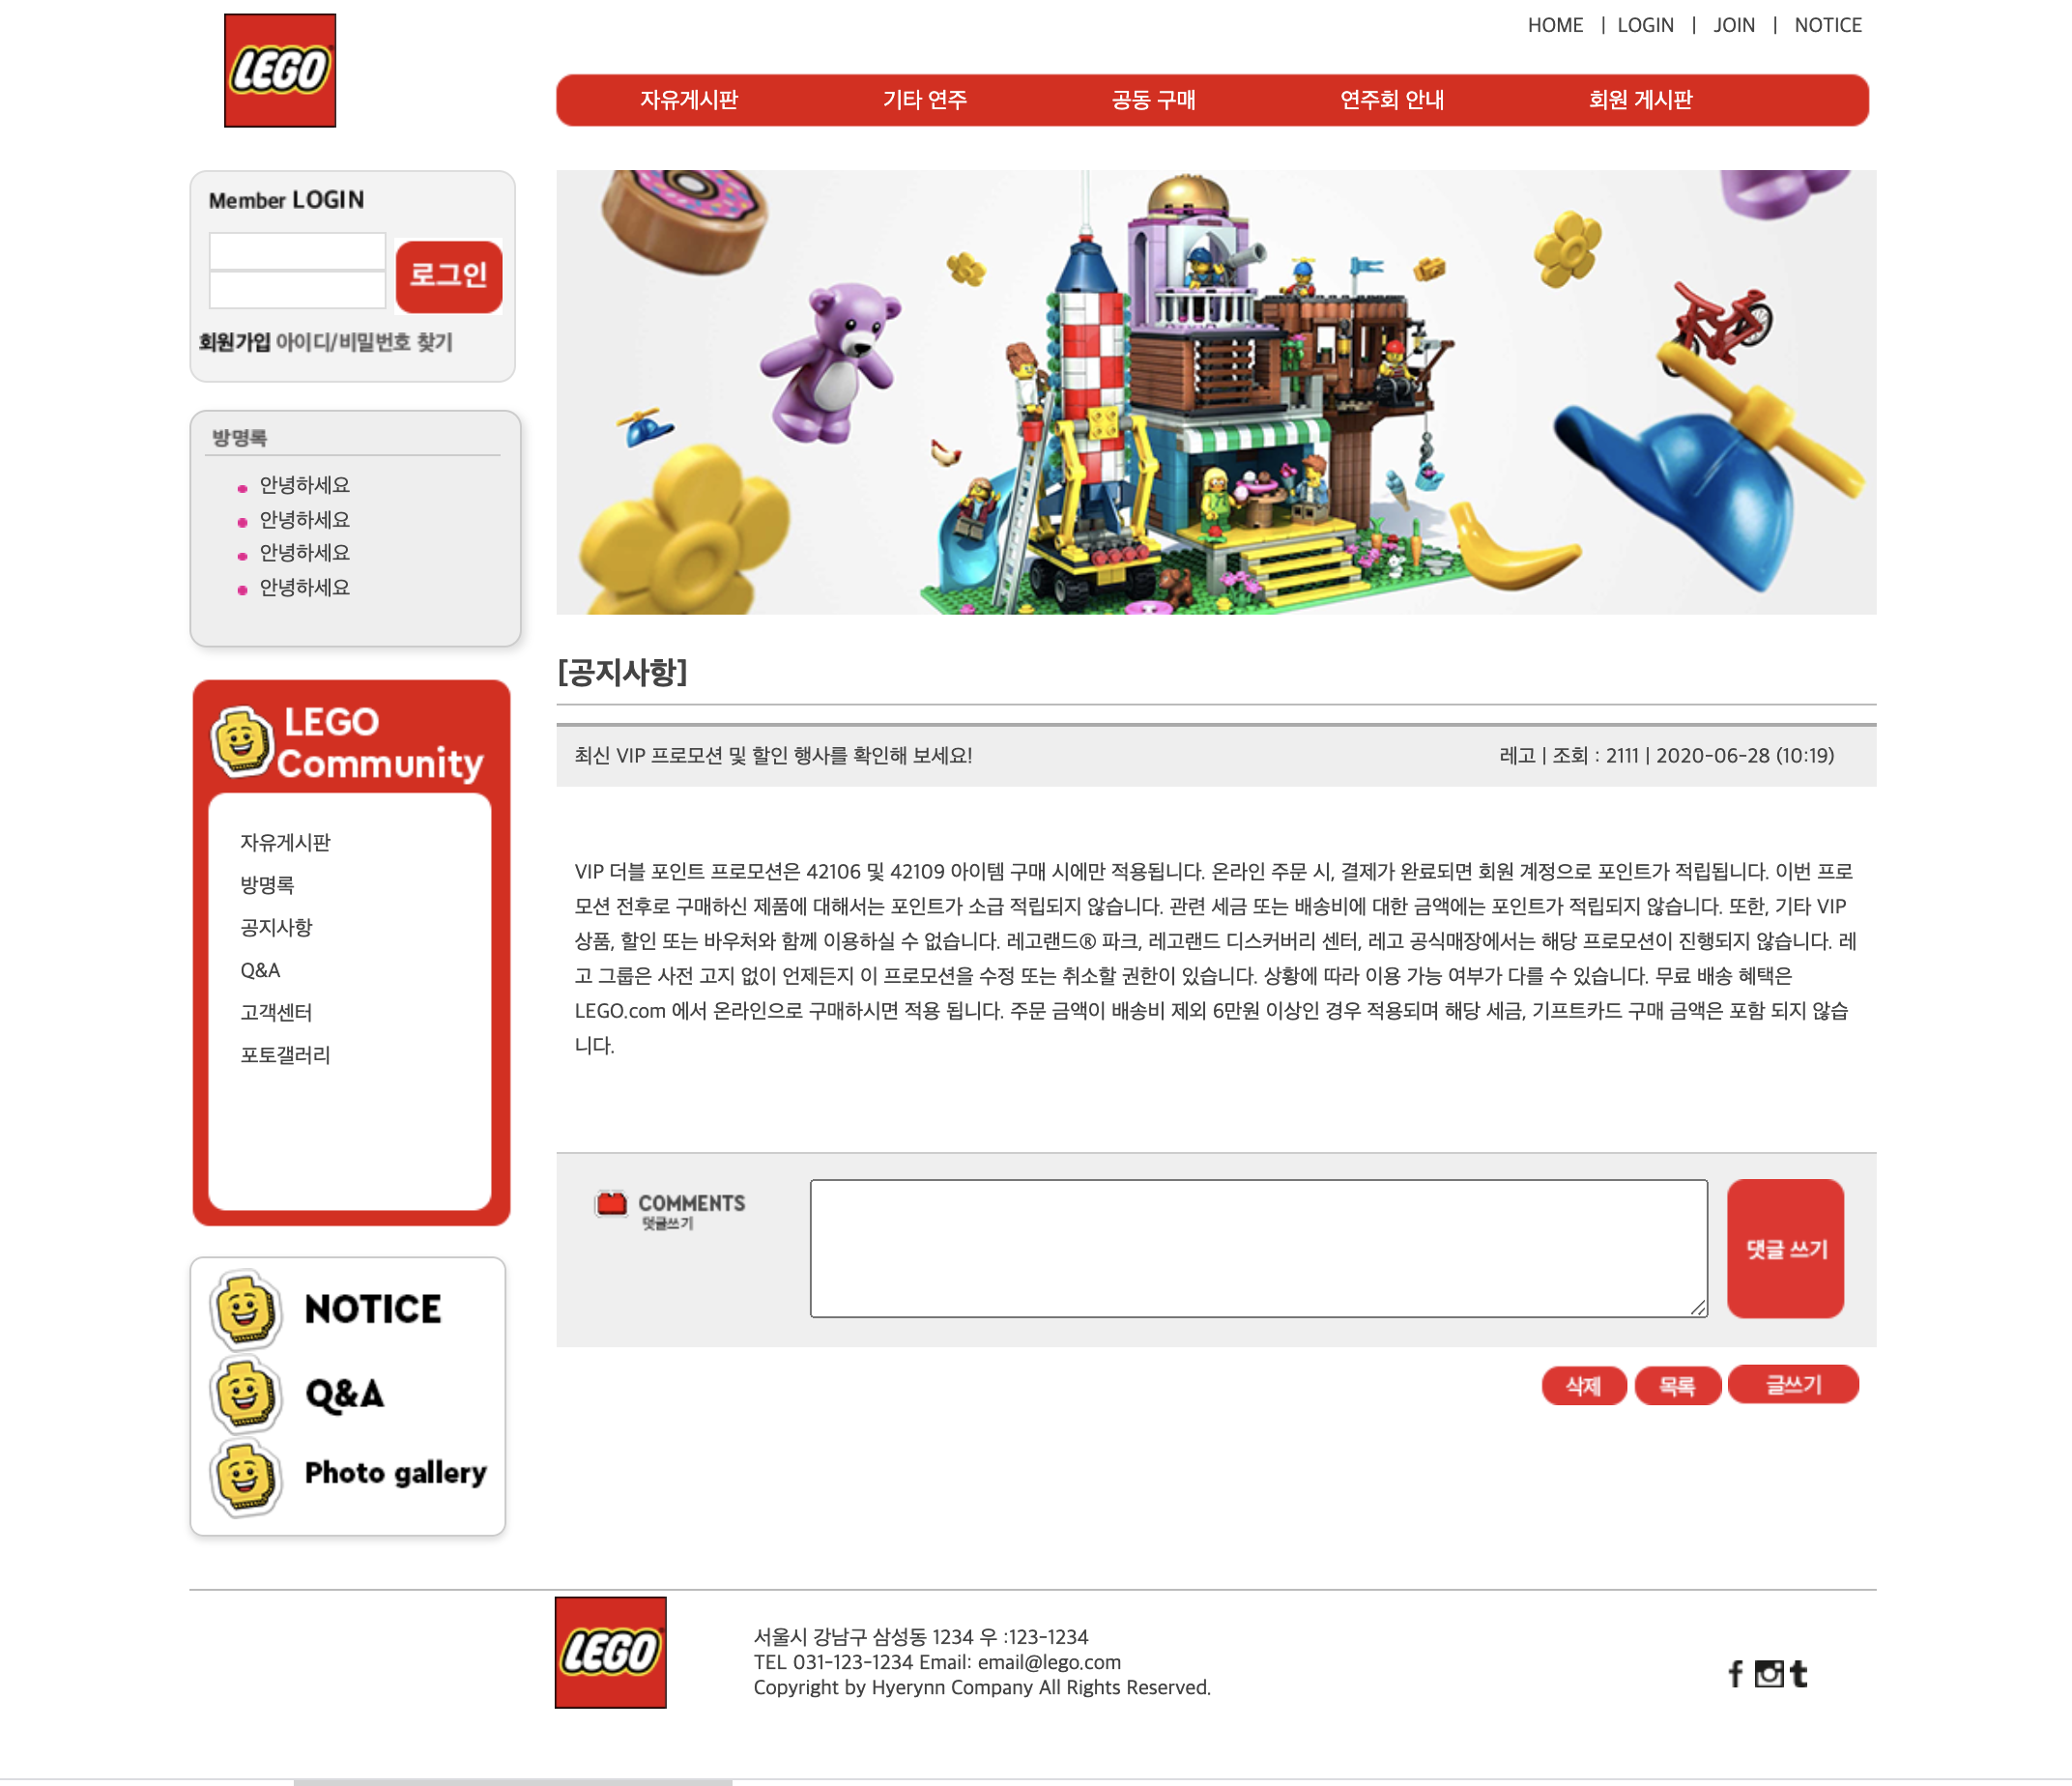 LEGO
HOME | LOGIN | JOIN | NOTICE
자유게시판 기타 연주 공동 구매 연주회 안내 회원 게시판
Member LOGIN
로그인
회원가입 아이디/비밀번호 찾기
방명록
안녕하세요
안녕하세요
안녕하세요
안녕하세요
LEGO
Community
자유게시판
방명록
공지사항
Q&A
고객센터
포토갤러리
NOTICE
Q&A
Photo gallery
[공지사항]
최신 VIP 프로모션 및 할인 행사를 확인해 보세요! 레고 | 조회 : 2111 | 2020-06-28 (10:19)
VIP 더블 포인트 프로모션은 42106 및 42109 아이템 구매 시에만 적용됩니다. 온라인 주문 시, 결제가 완료되면 회원 계정으로 포인트가 적립됩니다. 이번 프로
모션 전후로 구매하신 제품에 대해서는 포인트가 소급 적립되지 않습니다. 관련 세금 또는 배송비에 대한 금액에는 포인트가 적립되지 않습니다. 또한, 기타 VIP
상품, 할인 또는 바우처와 함께 이용하실 수 없습니다. 레고랜드® 파크, 레고랜드 디스커버리 센터, 레고 공식매장에서는 해당 프로모션이 진행되지 않습니다. 레
고 그룹은 사전 고지 없이 언제든지 이 프로모션을 수정 또는 취소할 권한이 있습니다. 상황에 따라 이용 가능 여부가 다를 수 있습니다. 무료 배송 혜택은
LEGO.com 에서 온라인으로 구매하시면 적용 됩니다. 주문 금액이 배송비 제외 6만원 이상인 경우 적용되며 해당 세금, 기프트카드 구매 금액은 포함 되지 않습
니다.
COMMENTS
덧글쓰기
댓글 쓰기
삭제 목록 글쓰기
LEGO
서울시 강남구 삼성동 1234 우 :123-1234
TEL 031-123-1234 Email: email@lego.com
Copyright by Hyerynn Company All Rights Reserved.